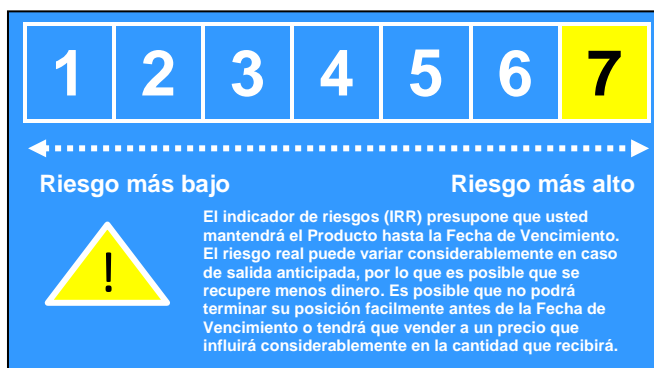 1 2 3 4 5 6 7
Riesgo más bajo Riesgo más alto
!
El indicador de riesgos (IRR) presupone que usted
mantendrá el Producto hasta la Fecha de Vencimiento.
El riesgo real puede variar considerablemente en caso
de salida anticipada, por lo que es posible que se
recupere menos dinero. Es posible que no podrá
terminar su posición facilmente antes de la Fecha de
Vencimiento o tendrá que vender a un precio que
influirá considerablemente en la cantidad que recibirá.